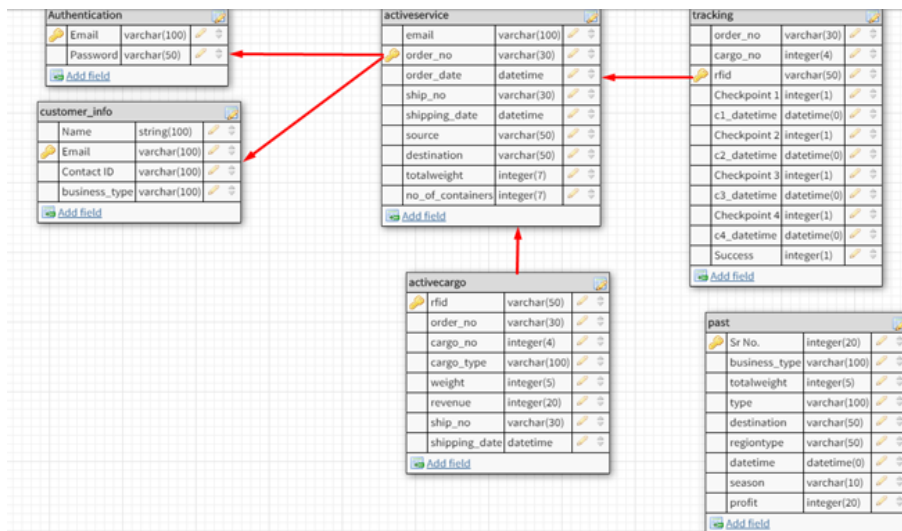 Authentication
Email varchar(100)
Password varchar(50)
Add field
customer_info
Name string(100)
Email varchar(100)
Contact ID varchar(100)
business_type varchar(100)
Add field
activeservice
email varchar(100)
order_no varchar(30)
order_date datetime
ship_no varchar(30)
shipping_date datetime
source varchar(50)
destination varchar(50)
totalweight integer(7)
no_of_containers integer(7)
Add field
activecargo
rfid varchar(50)
order_no varchar(30)
cargo_no integer(4)
cargo_type varchar(100)
weight integer(5)
revenue integer(20)
ship_no varchar(30)
shipping_date datetime
Add field
tracking
order_no varchar(30)
cargo_no integer(4)
rfid varchar(50)
Checkpoint 1 integer(1)
c1_datetime datetime(0)
Checkpoint 2 integer(1)
c2_datetime datetime(0)
Checkpoint 3 integer(1)
c3_datetime datetime(0)
Checkpoint 4 integer(1)
c4_datetime datetime(0)
Success integer(1)
Add field
past
Sr No. integer(20)
business_type varchar(100)
totalweight integer(5)
type varchar(100)
destination varchar(50)
regiontype varchar(50)
datetime datetime(0)
season varchar(10)
profit integer(20)
Add field